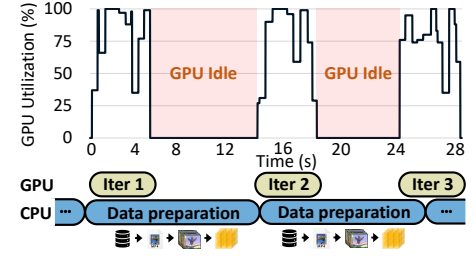 GPU Utilization (%)
100
75
50
25
0
GPU Idle
GPU Idle
0 4 8 12 16 20 24 28
Time (s)
GPU Iter 1 Iter 2 Iter 3
CPU ... Data preparation Data preparation ...